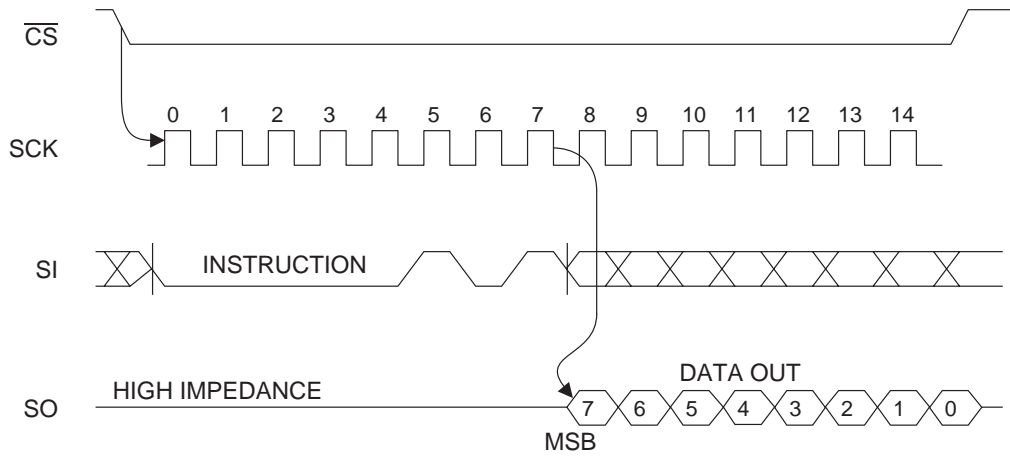 CS
0 1 2 3 4 5 6 7 8 9 10 11 12 13 14
SCK
SI
INSTRUCTION
HIGH IMPEDANCE
DATA OUT
SO
7 6 5 4 3 2 1 0
MSB